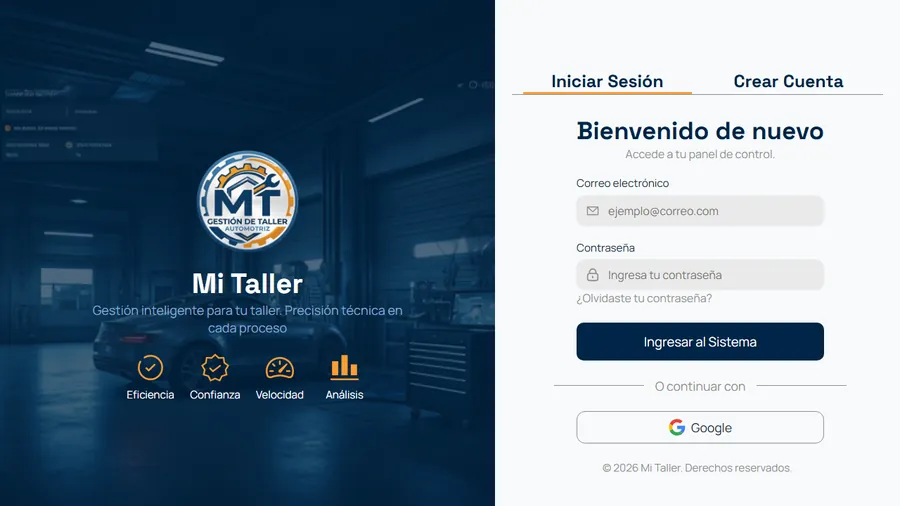 MT
GESTIÓN DE TALLER
AUTOMOTRIZ
Mi Taller
Gestión inteligente para tu taller. Precisión técnica en
cada proceso
Eficiencia
Confianza
Velocidad
Análisis
Iniciar Sesión
Crear Cuenta
Bienvenido de nuevo
Accede a tu panel de control.
Correo electrónico
ejemplo@correo.com
Contraseña
Ingresa tu contraseña
¿Olvidaste tu contraseña?
Ingresar al Sistema
O continuar con
Google
© 2026 Mi Taller. Derechos reservados